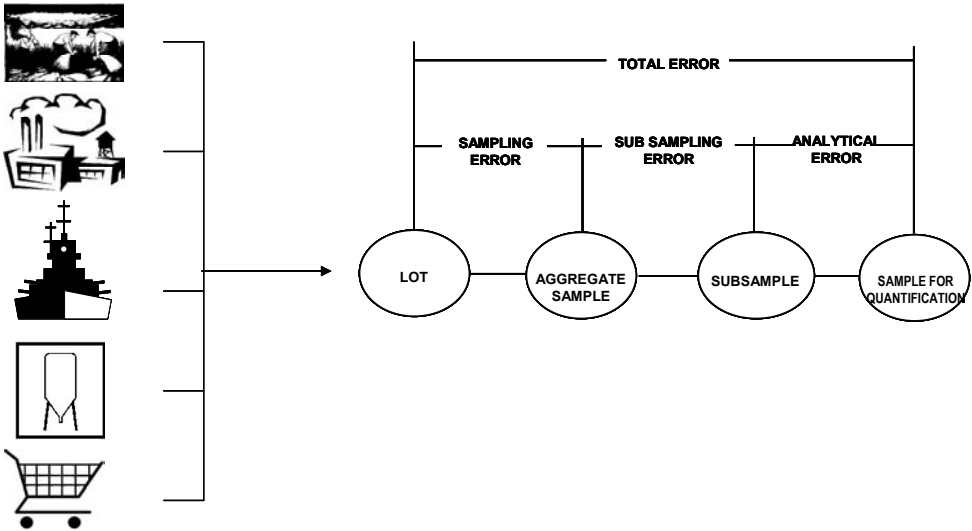 TOTAL ERROR
SAMPLING
ERROR
SUB SAMPLING
ERROR
ANALYTICAL
ERROR
LOT
AGGREGATE
SAMPLE
SUBSAMPLE
SAMPLE FOR
QUANTIFICATION